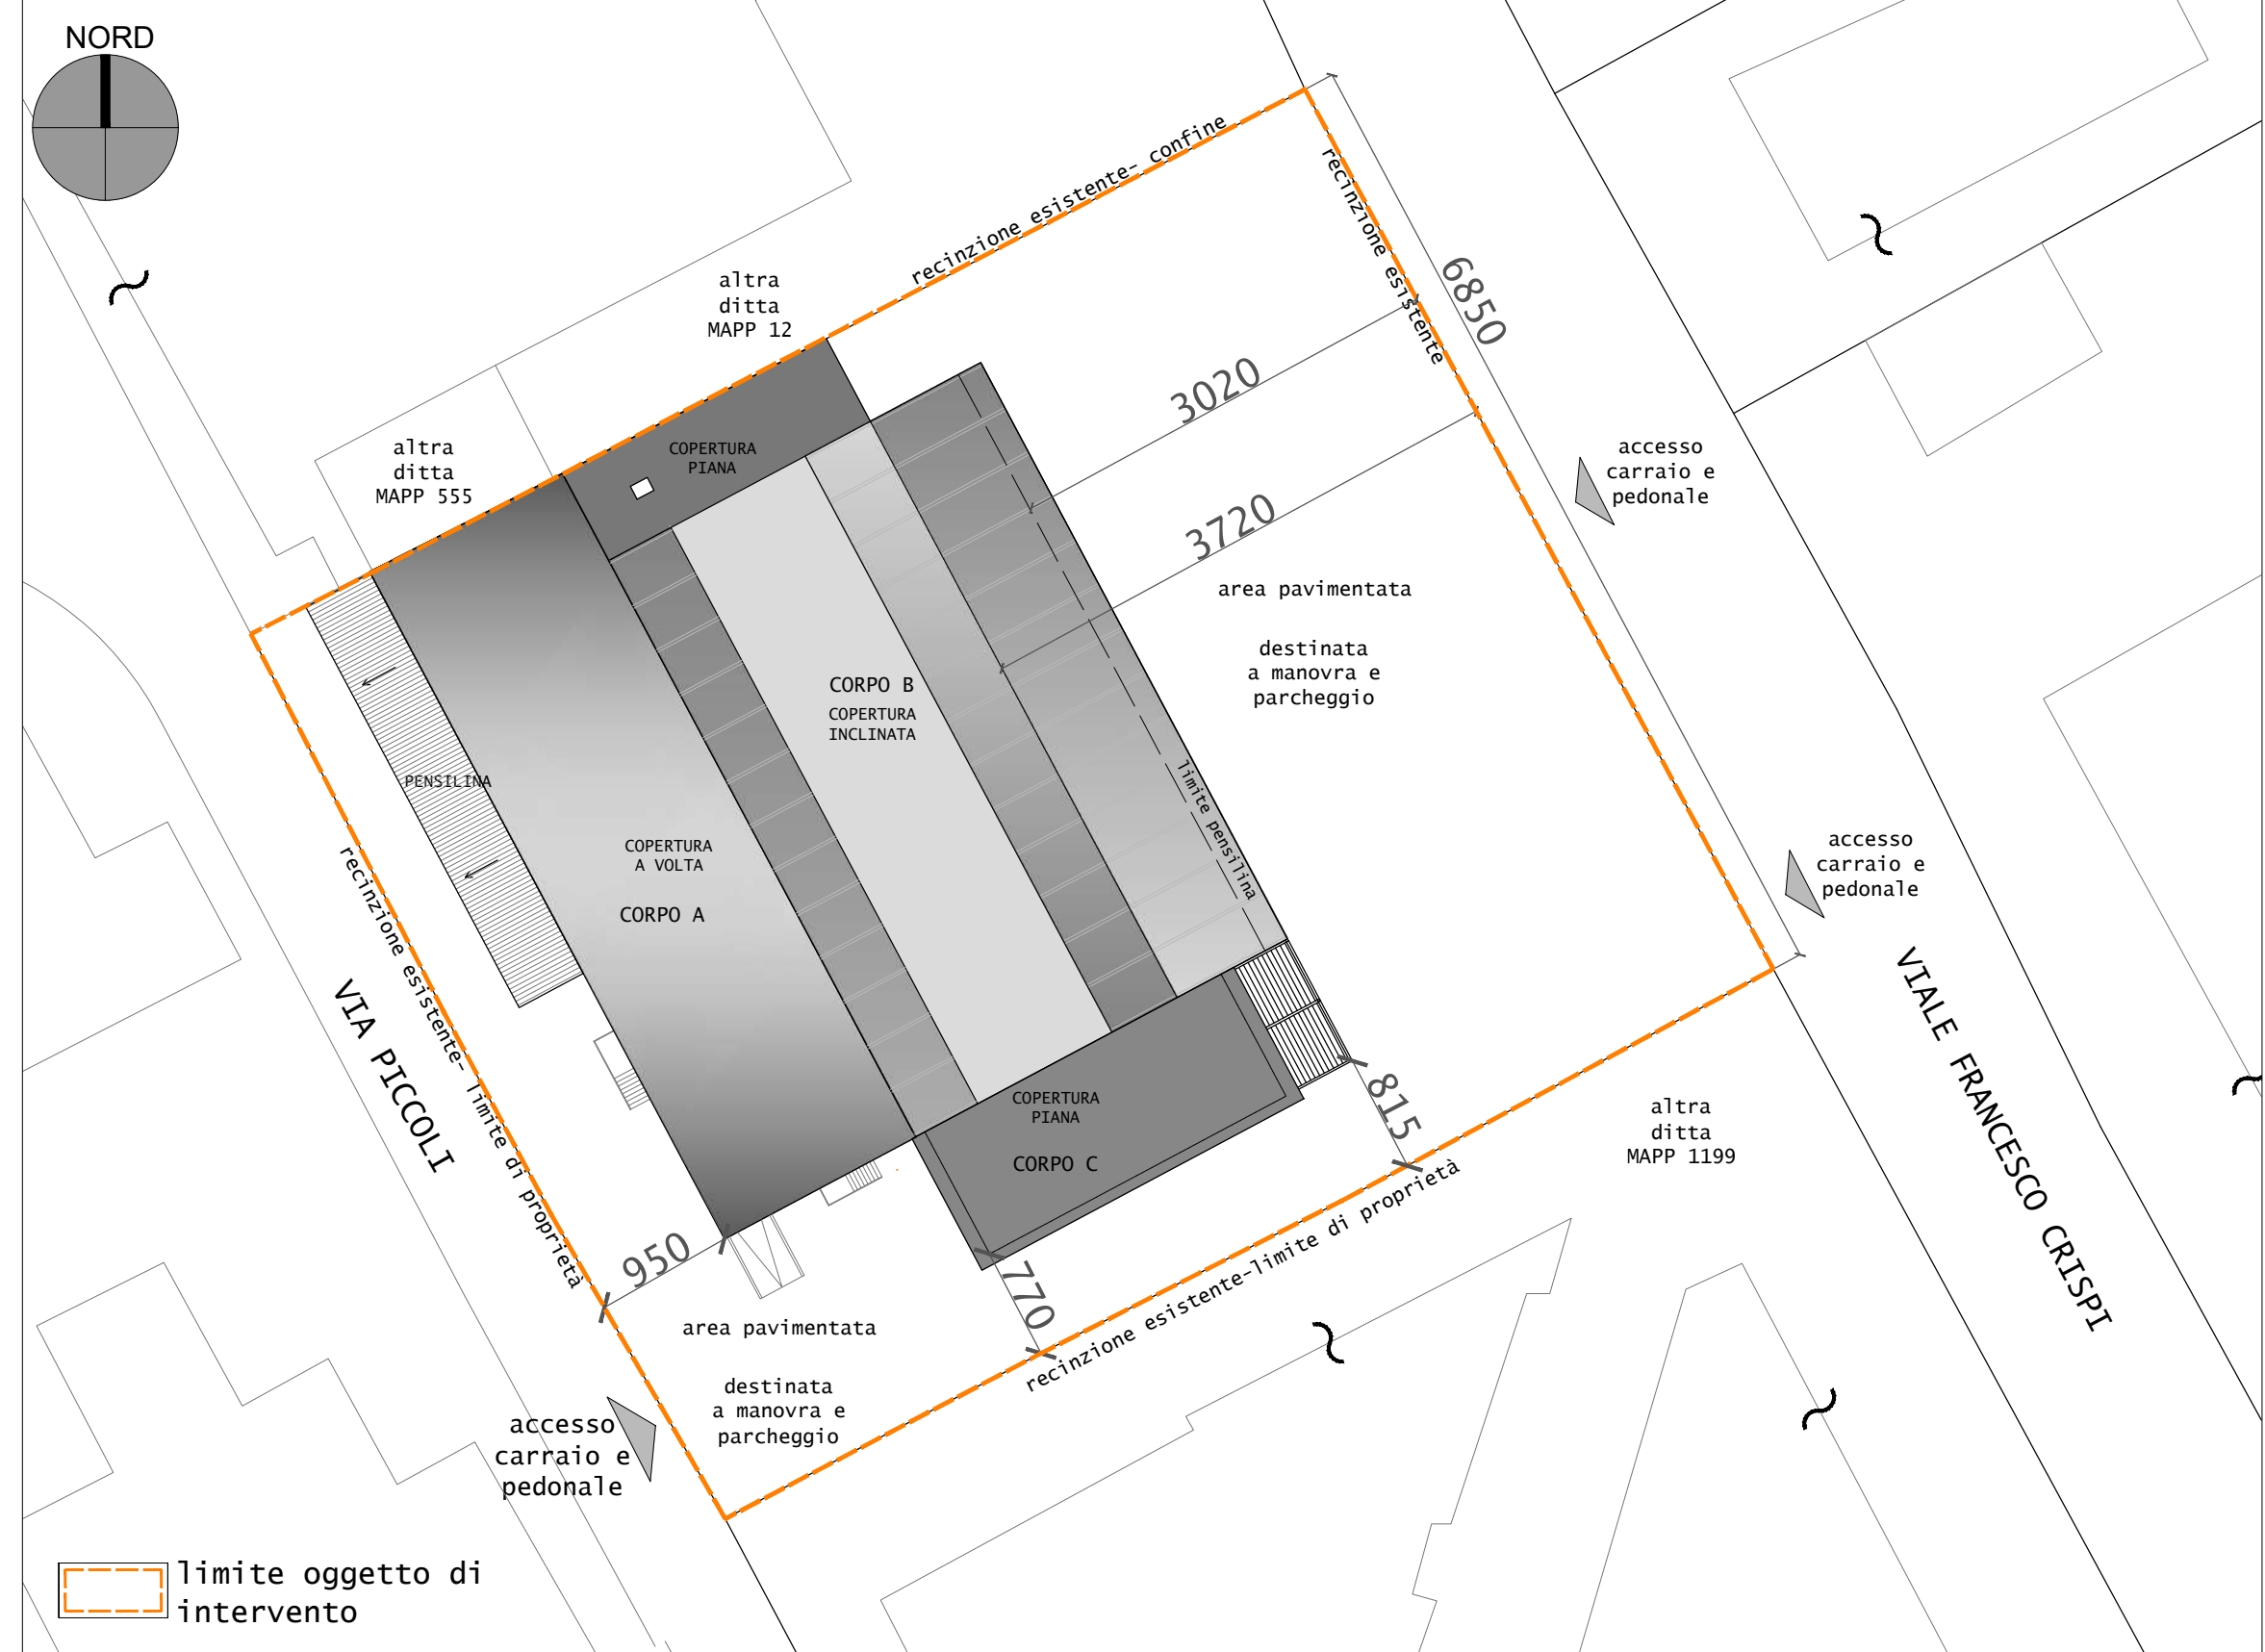 NORD
recinzione esistente- confine
recinzione esistente
6850
altra
ditta
MAPP 12
3020
COPERTURA
PIANA
altra
ditta
MAPP 555
3720
accesso
carraio e
pedonale
area pavimentata
destinata
a manovra e
parcheggio
CORPO B
COPERTURA
INCLINATA
PENSILINA
limite pensilina
COPERTURA
A VOLTA
CORPO A
accesso
carraio e
pedonale
recinzione esistente- limite di proprietà
VIA PICCOLI
VIALE FRANCESCO CRISPI
COPERTURA
PIANA
CORPO C
815
altra
ditta
MAPP 1199
950
770
recinzione esistente-limite di proprietà
area pavimentata
destinata
a manovra e
parcheggio
accesso
carraio e
pedonale
limite oggetto di
intervento